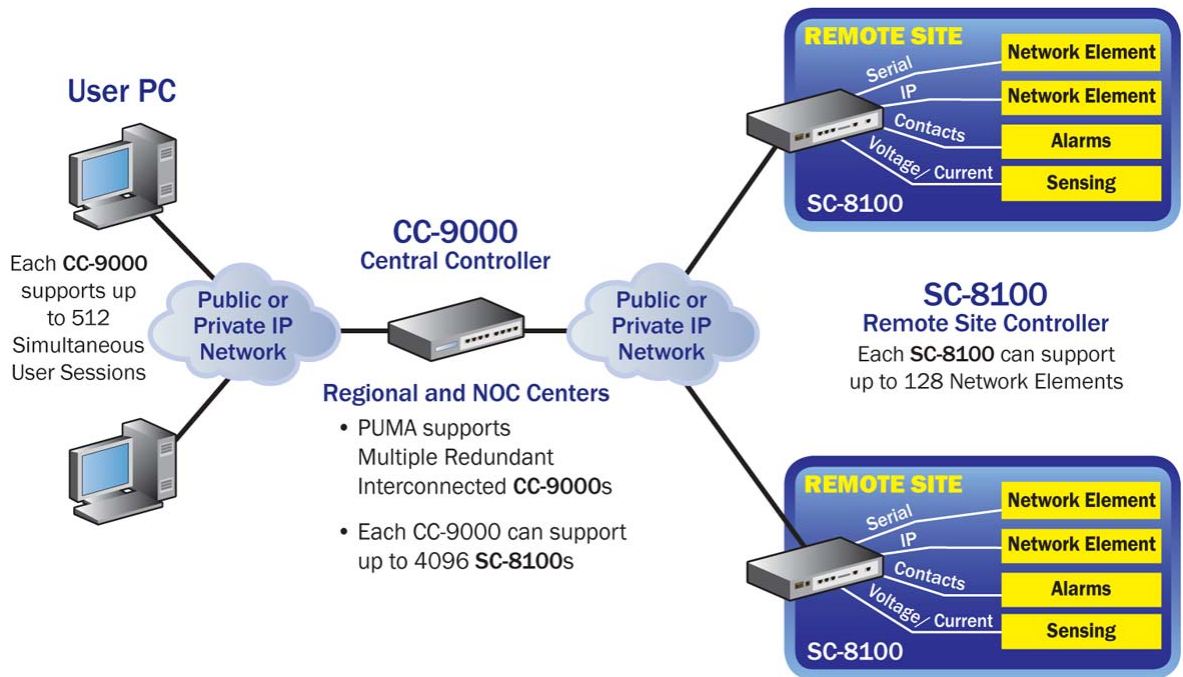 User PC
Each CC-9000
supports up
to 512
Simultaneous
User Sessions
Public or
Private IP
Network
CC-9000
Central Controller
Regional and NOC Centers
• PUMA supports
Multiple Redundant
Interconnected CC-9000s
• Each CC-9000 can support
up to 4096 SC-8100s
Public or
Private IP
Network
REMOTE SITE
Serial
IP
Contacts
Voltage/Current
Network Element
Network Element
Alarms
Sensing
SC-8100
SC-8100
Remote Site Controller
Each SC-8100 can support
up to 128 Network Elements
REMOTE SITE
Serial
IP
Contacts
Voltage/Current
Network Element
Network Element
Alarms
Sensing
SC-8100